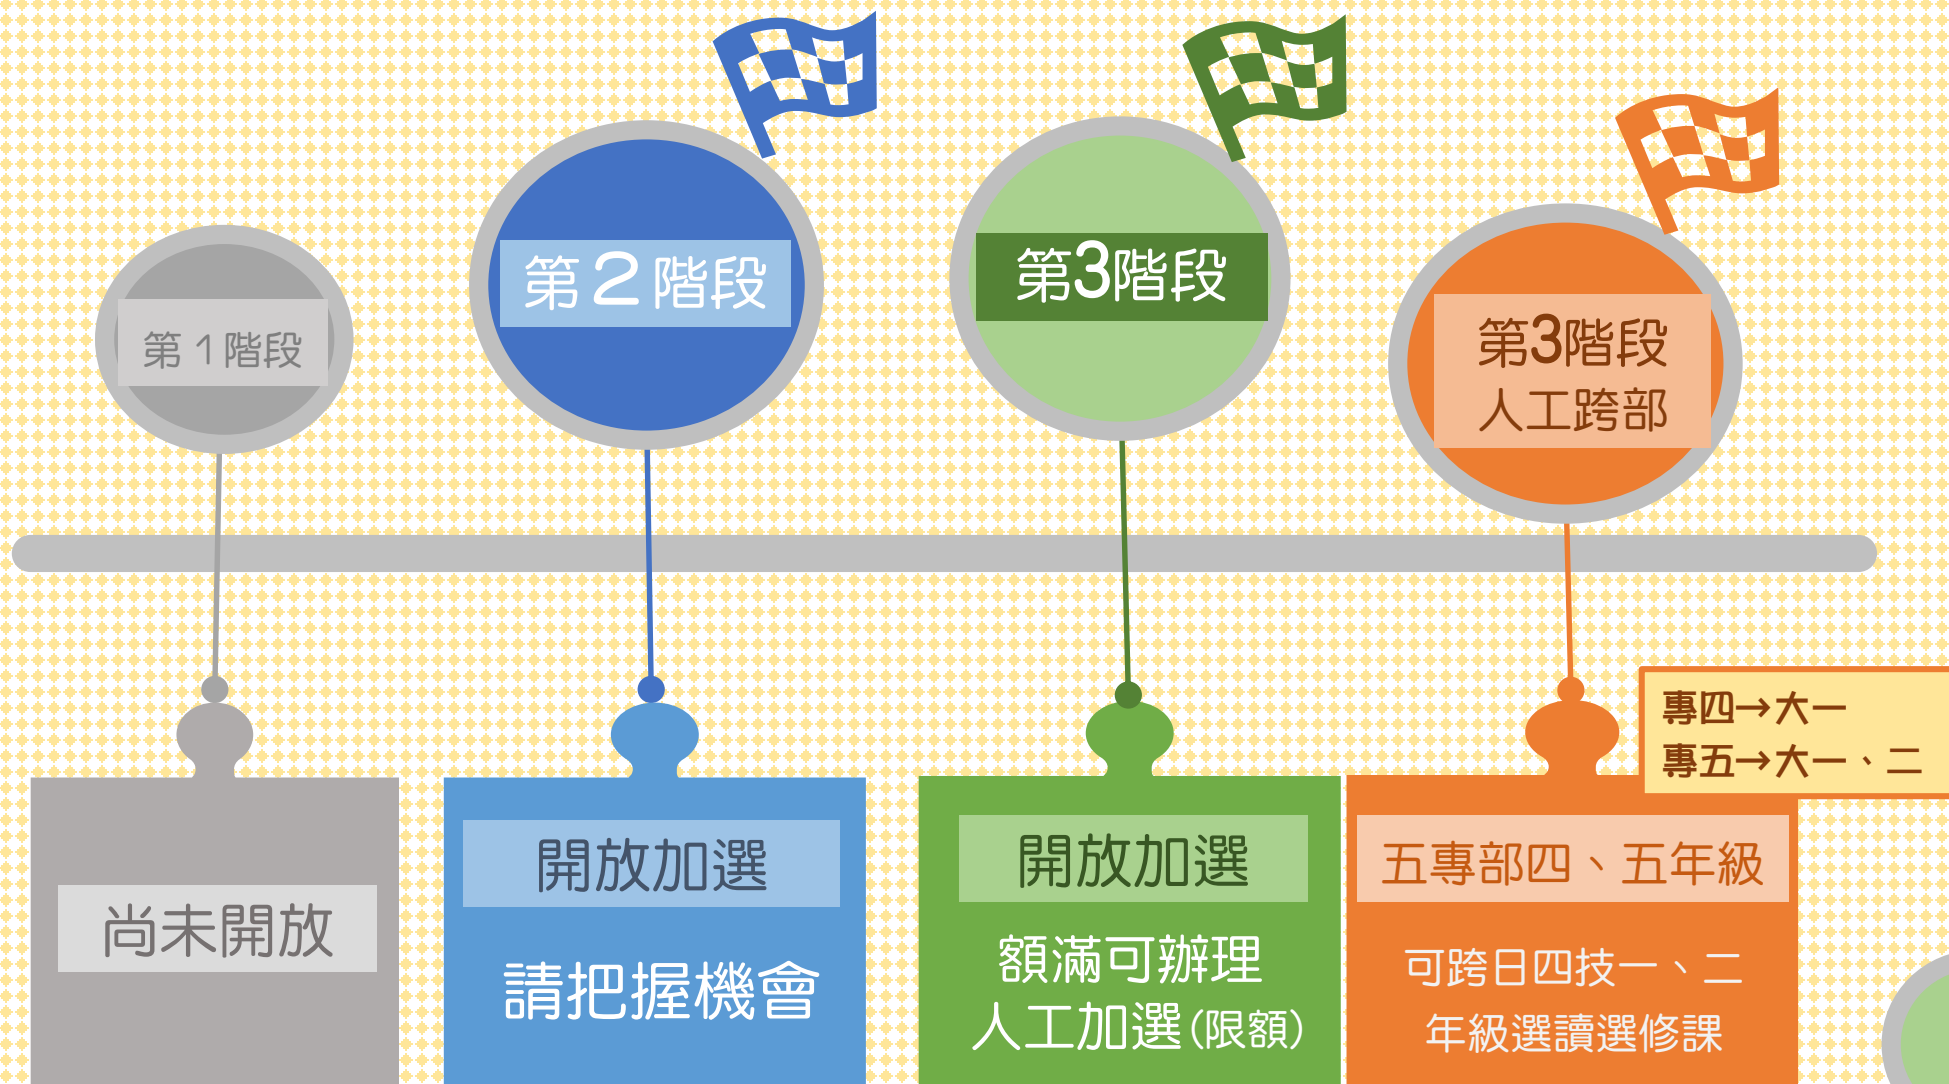 第1階段
第2階段
第3階段
第3階段
人工跨部
專四→大一
專五→大一、二
尚未開放
開放加選
請把握機會
開放加選
額滿可辦理
人工加選(限額)
五專部四、五年級
可跨日四技一、二
年級選讀選修課